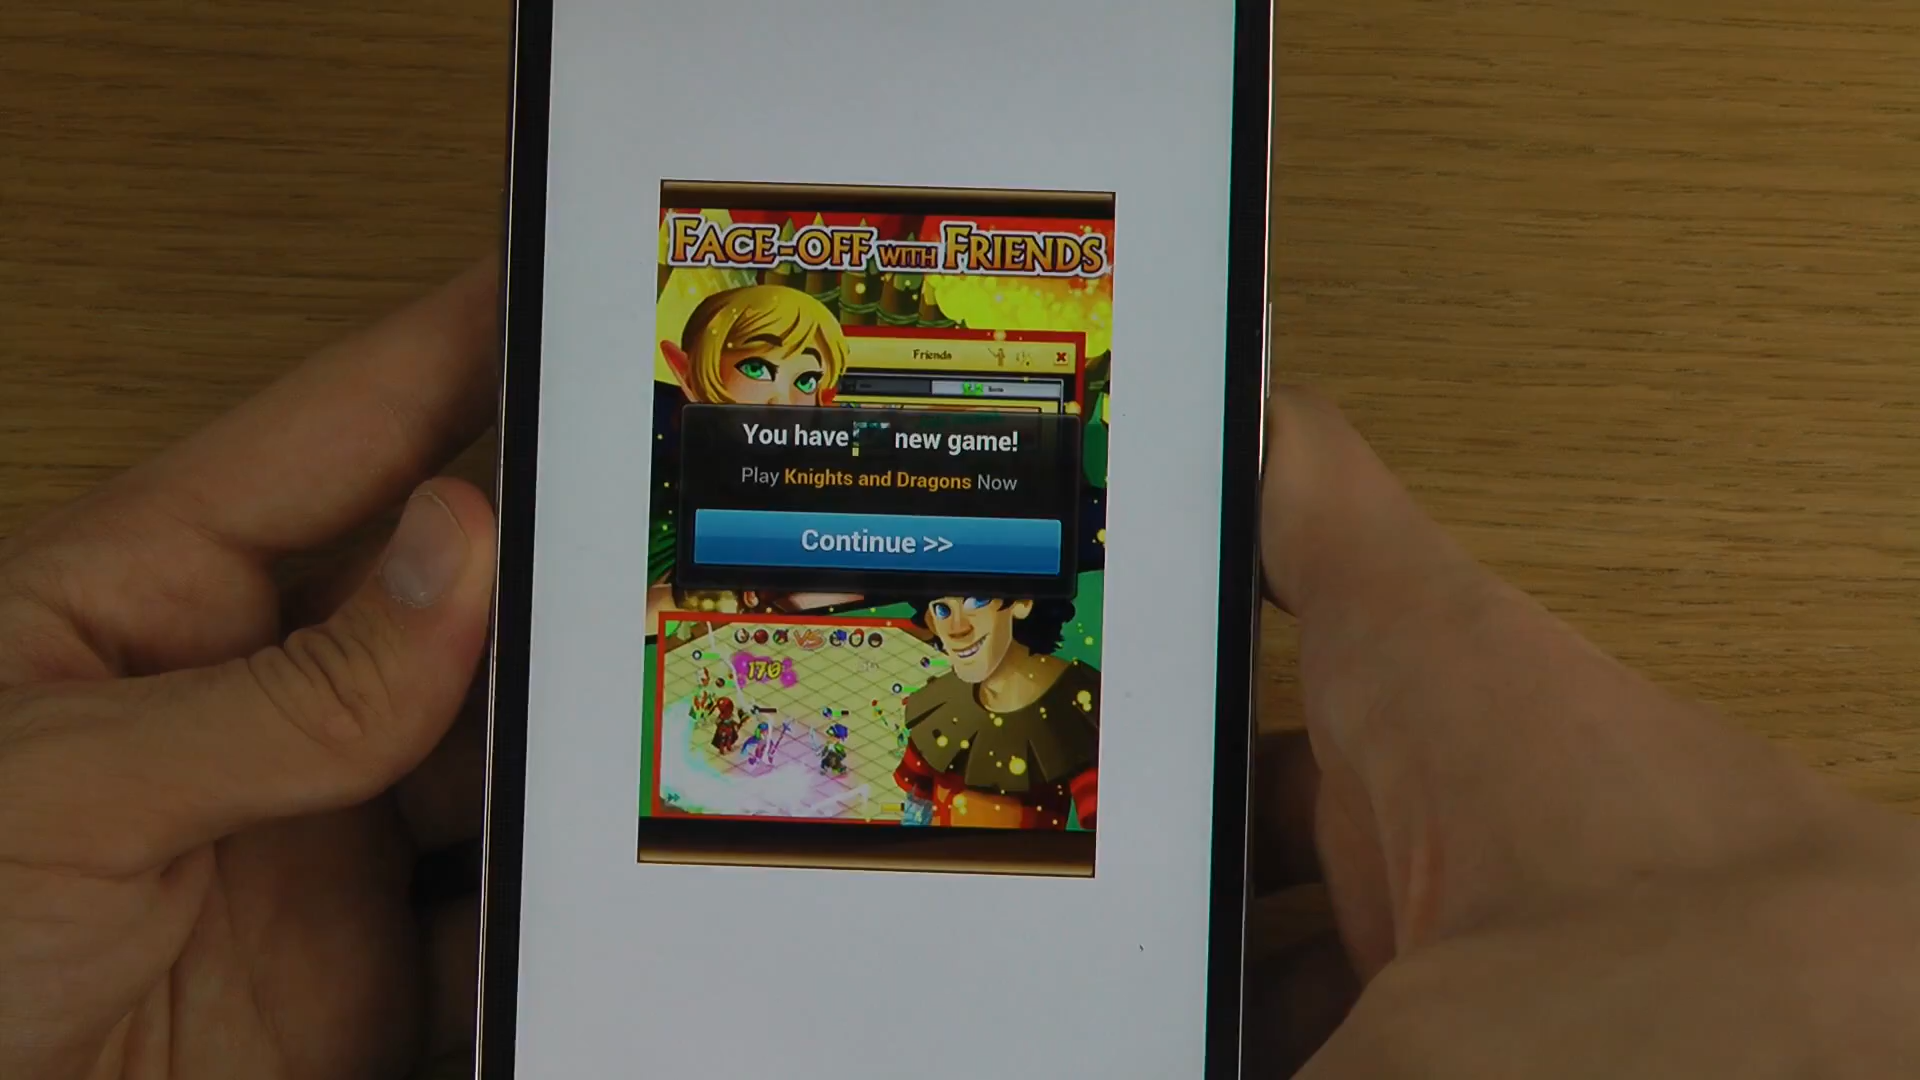 FACE-OFF WITH FRIENDS
Friends
You have new game!
Play Knights and Dragons Now
Continue >>
VS
170